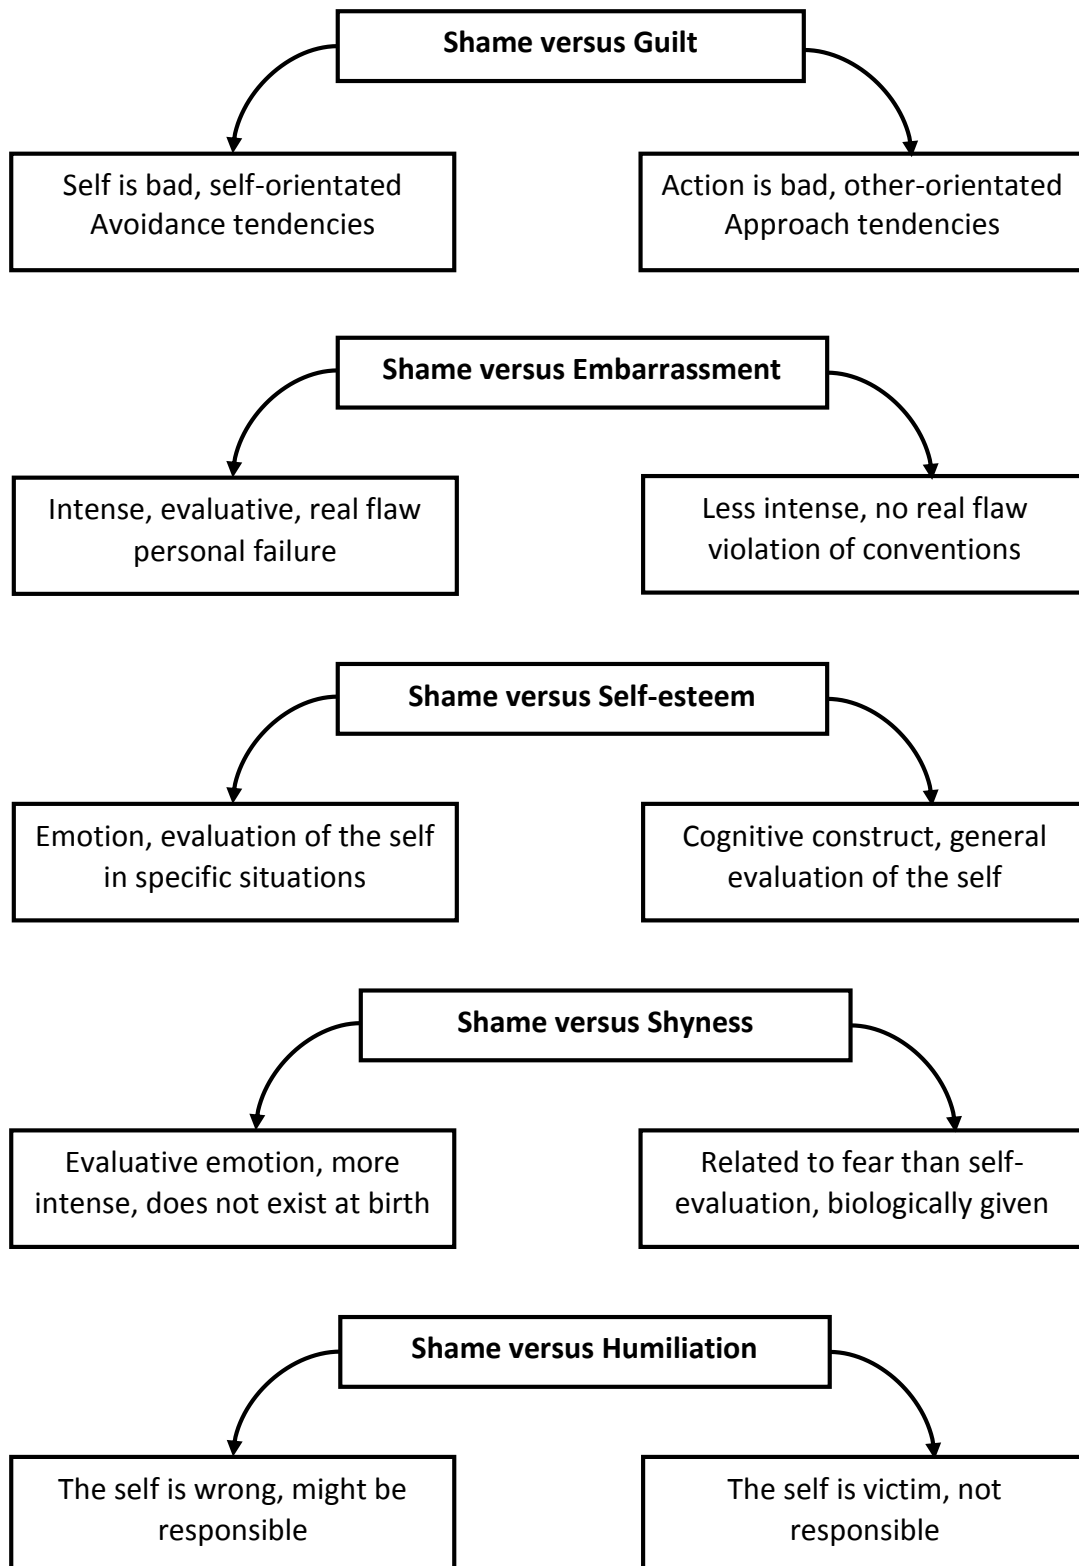 Shame versus Guilt
Self is bad, self-orientated
Avoidance tendencies
Action is bad, other-orientated
Approach tendencies
Shame versus Embarrassment
Intense, evaluative, real flaw
personal failure
Less intense, no real flaw
violation of conventions
Shame versus Self-esteem
Emotion, evaluation of the self
in specific situations
Cognitive construct, general
evaluation of the self
Shame versus Shyness
Evaluative emotion, more
intense, does not exist at birth
Related to fear than self-
evaluation, biologically given
Shame versus Humiliation
The self is wrong, might be
responsible
The self is victim, not
responsible